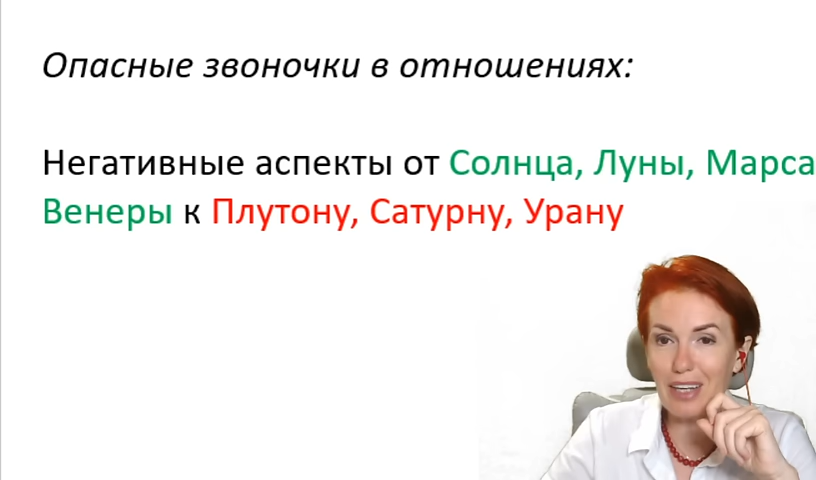 Опасные звоночки в отношениях:
Негативные аспекты от Солнца, Луны, Марса
Венеры к Плутону, Сатурну, Урану